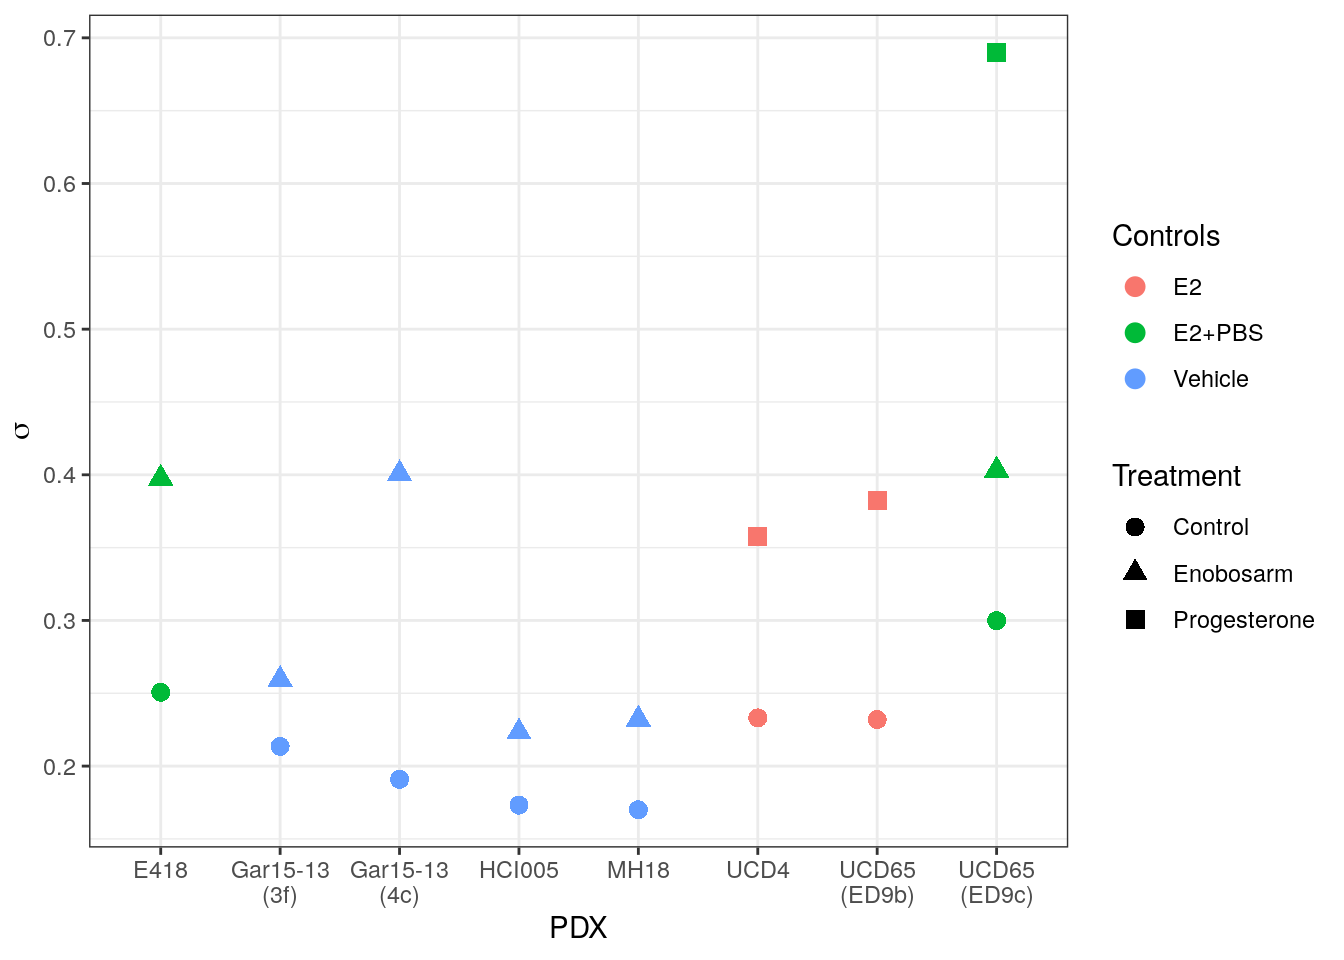 0.7
0.6
0.5
0.4
0.3
0.2
σ
E418
Gar15-13
(3f)
Gar15-13
(4c)
HCI005
MH18
UCD4
UCD65
(ED9b)
UCD65
(ED9c)
PDX
Controls
E2
E2+PBS
Vehicle
Treatment
Control
Enobosarm
Progesterone